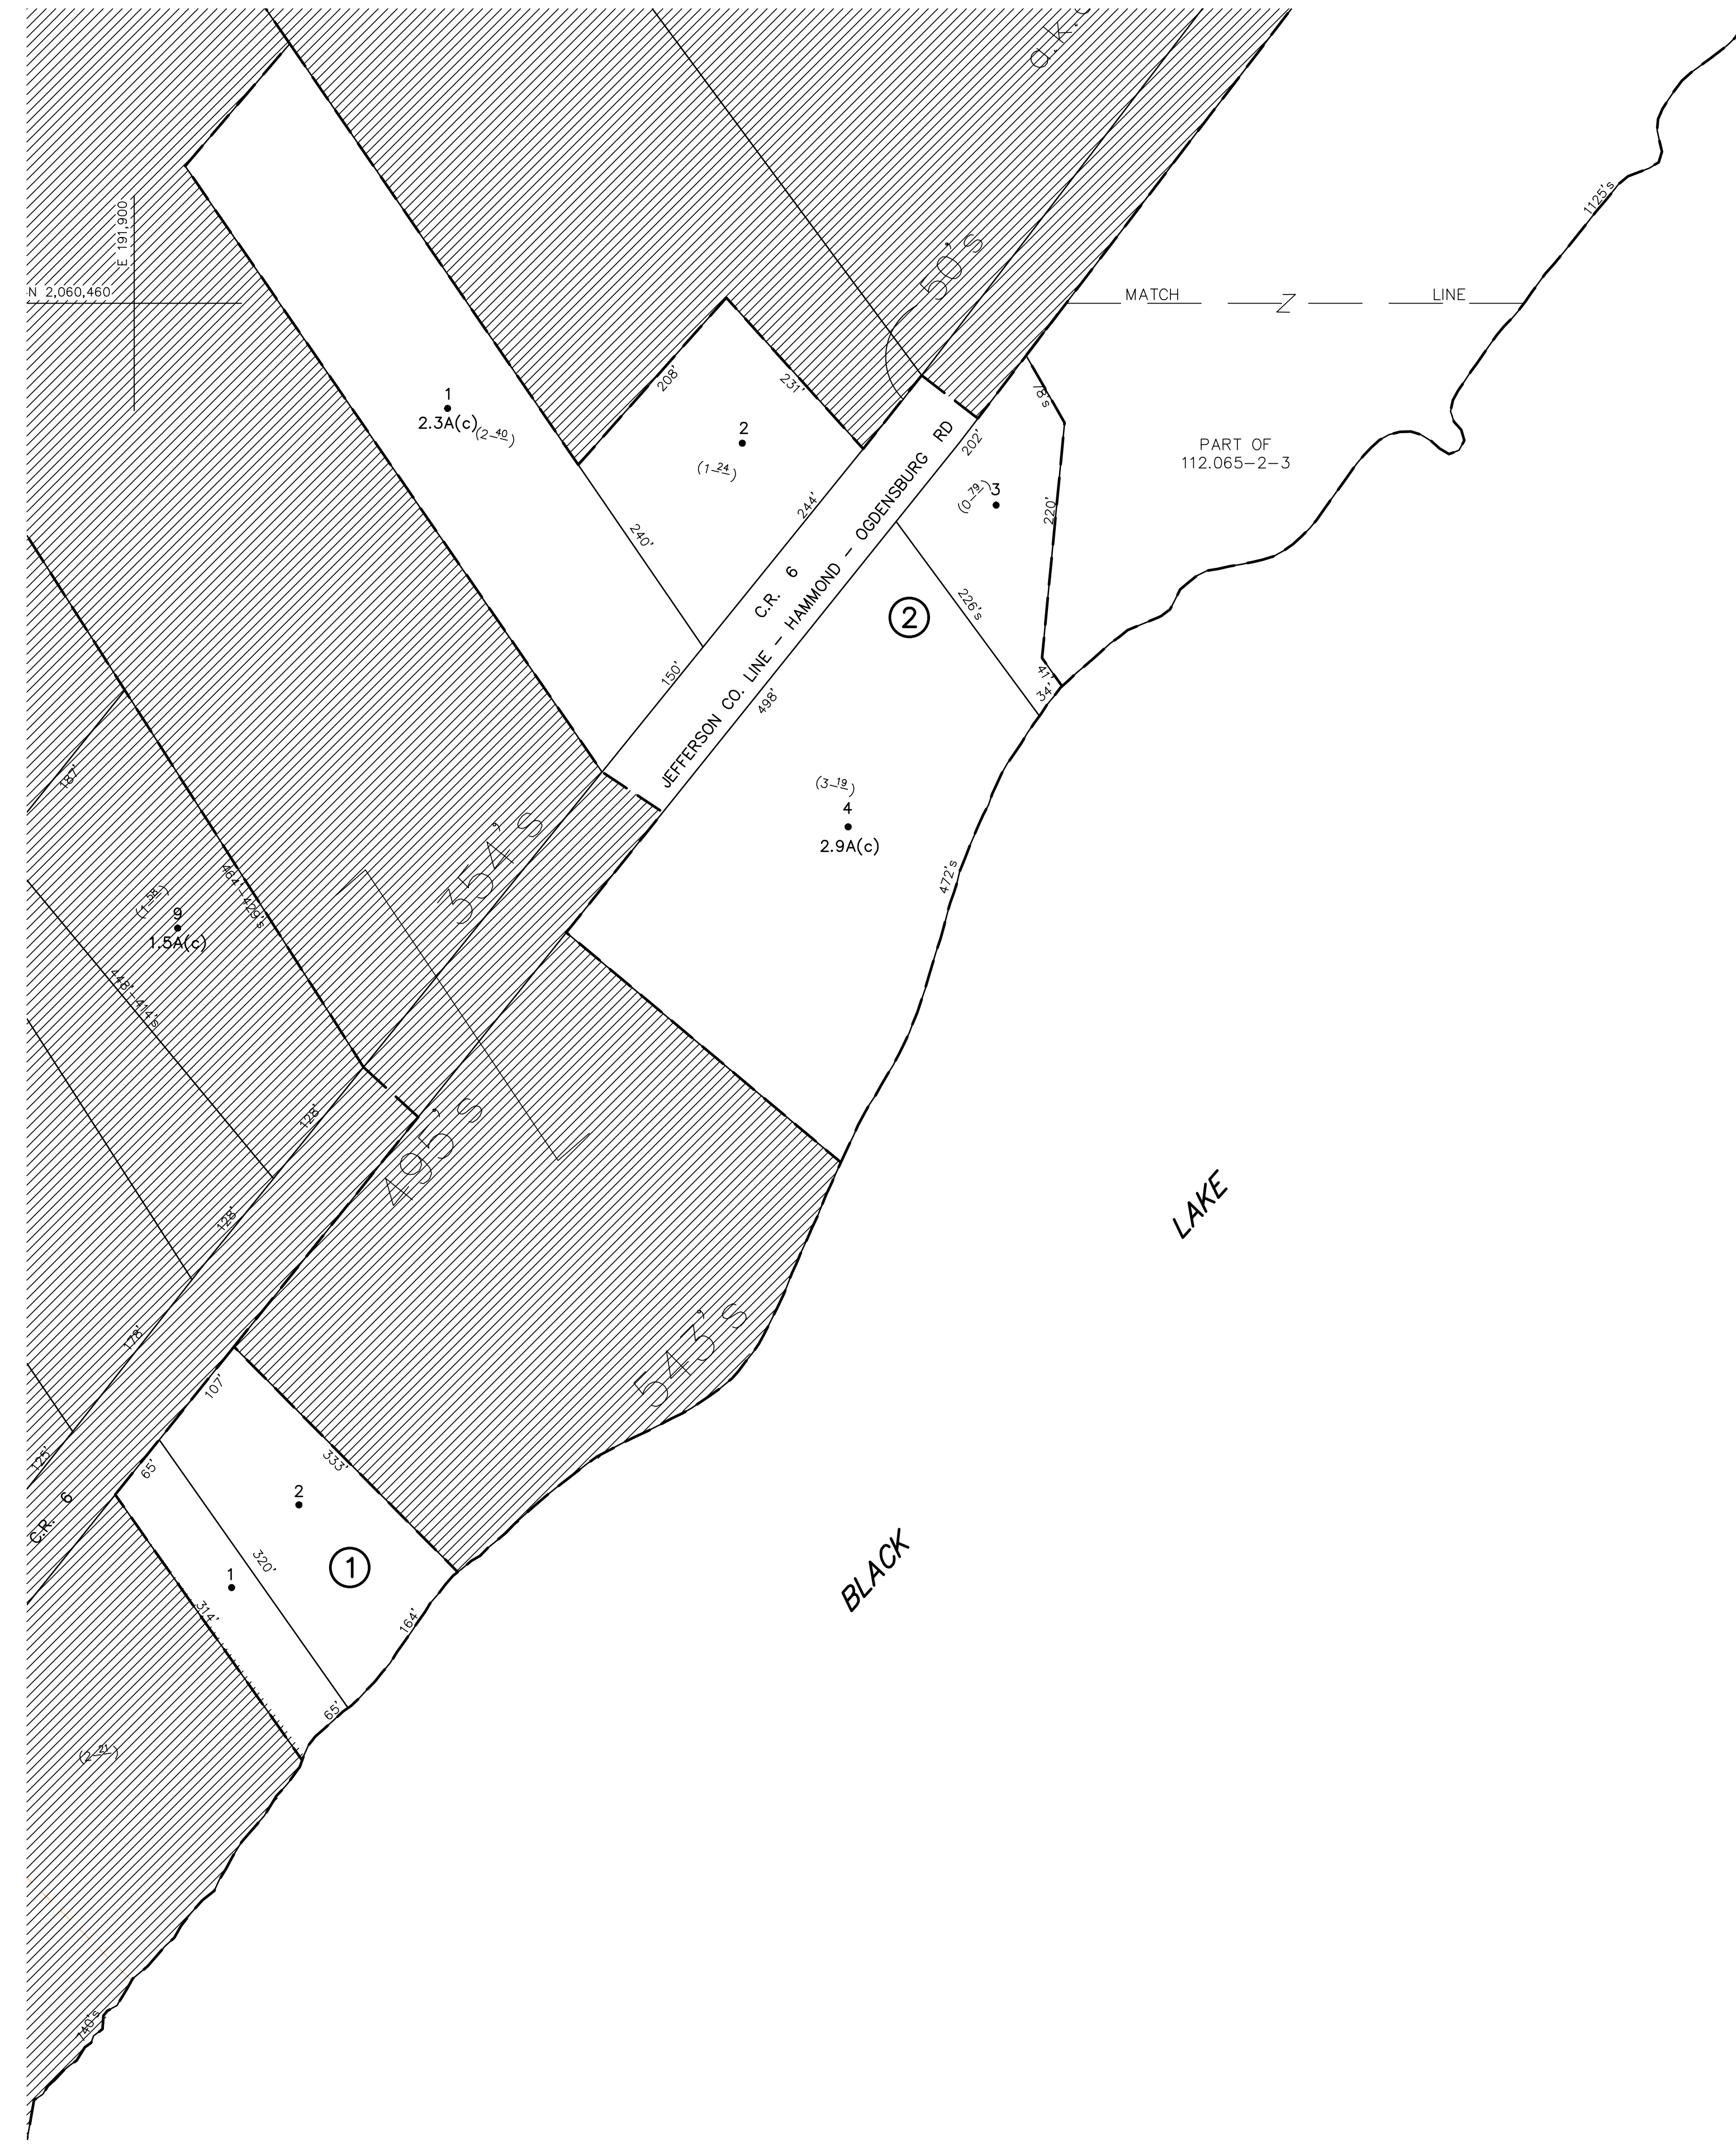 50's
1125's
E 191,900
N 2,060,460
MATCH
LINE
1
2.3A(c)
(2-40)
208'
231'
2
(1-24)
78's
202'
PART OF
112.065-2-3
(0-79)
3
220'
244'
240'
C.R. 6
JEFFERSON CO. LINE - HAMMOND - OGDENSBURG RD
226's
2
41'
34'
150'
498'
187'
(3-19)
4
2.9A(c)
354's
472's
464'-429's
(1-58)
9
1.5A(c)
448'-414's
128'
495's
128'
LAKE
178'
543's
107'
125'
65'
333'
2
C.R. 6
320'
1
1
BLACK
314'
164'
65'
(2-21)
740's